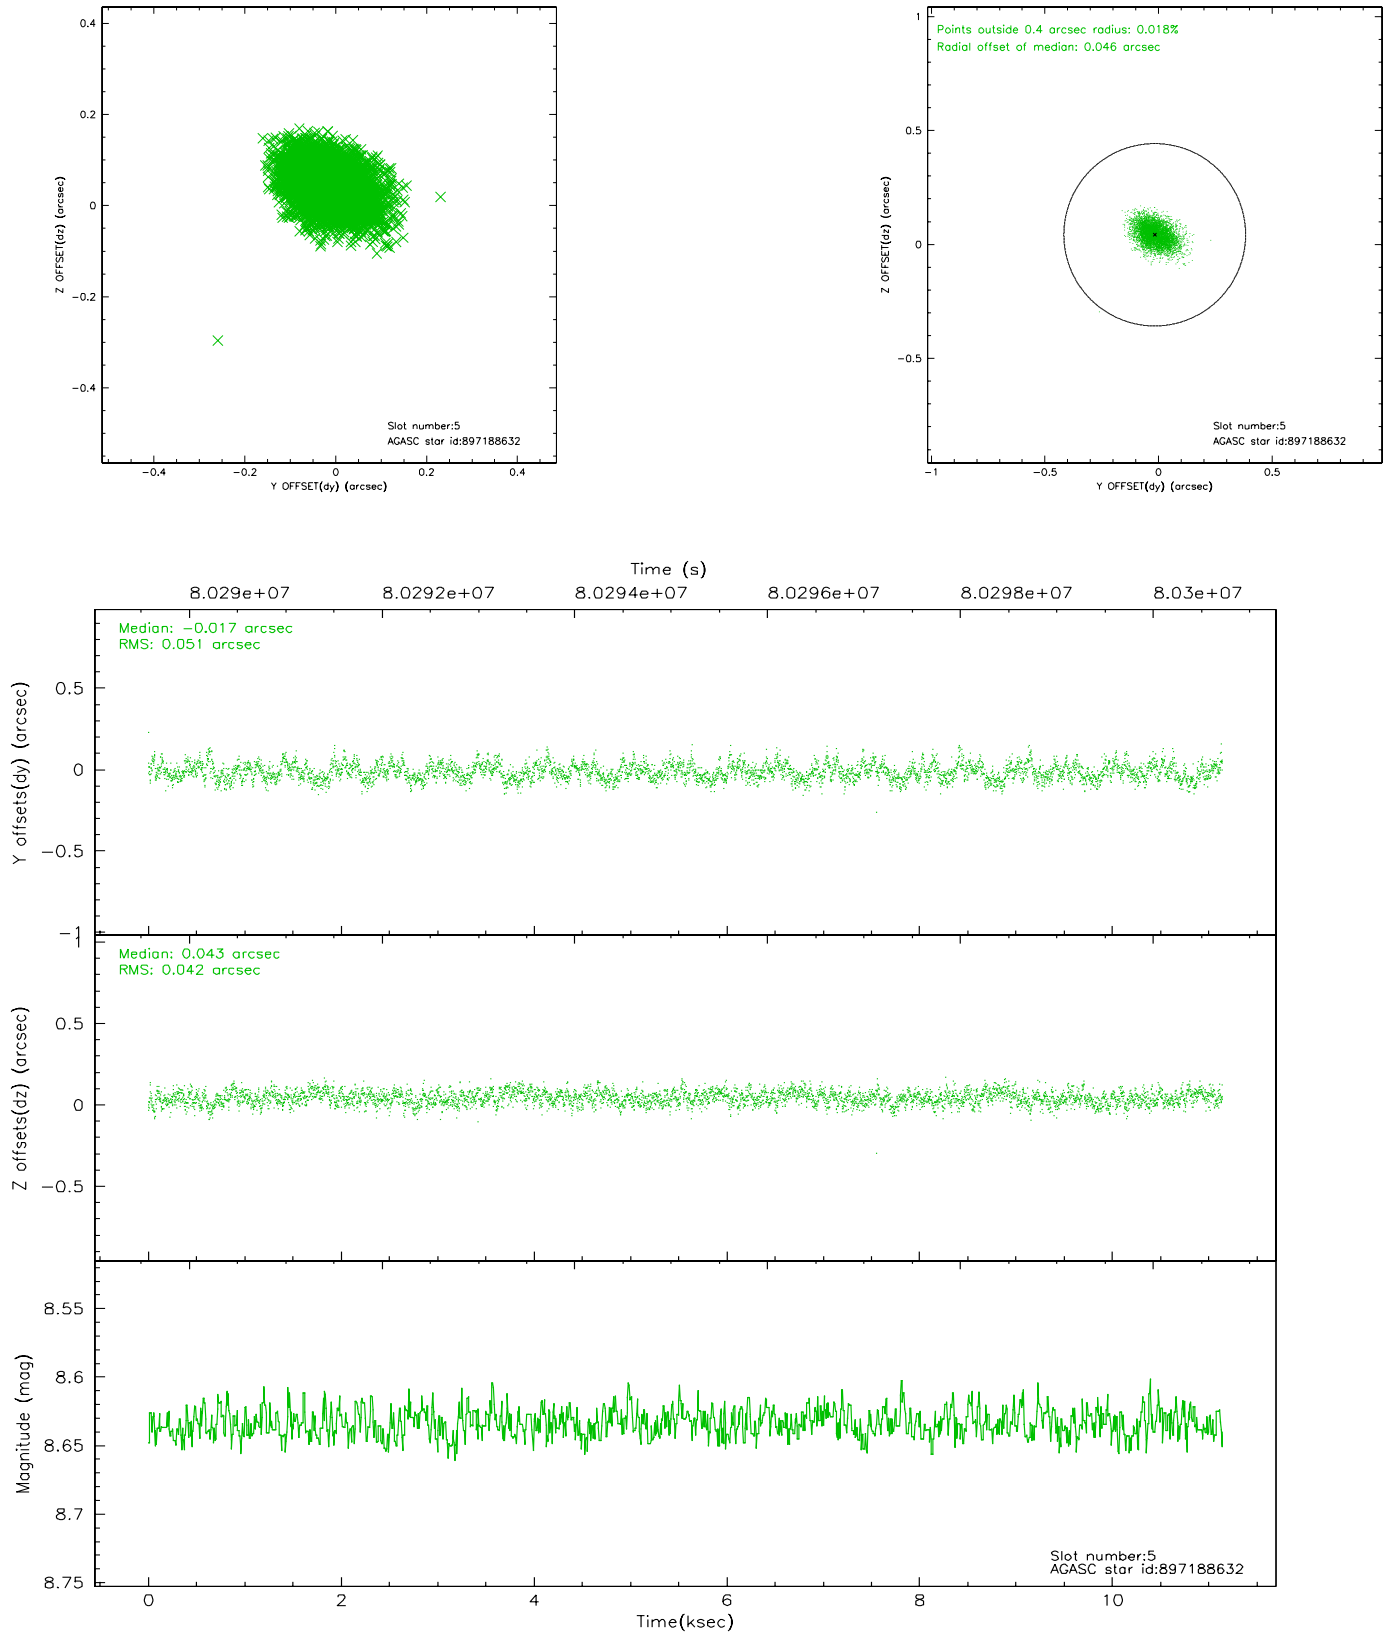 0.4
0.2
0
−0.2
−0.4
Z OFFSET(dz) (arcsec)
Slot number:5
AGASC star id:897188632
−0.4
−0.2
0
0.2
0.4
Y OFFSET(dy) (arcsec)
Points outside 0.4 arcsec radius: 0.018%
Radial offset of median: 0.046 arcsec
1
0.5
0
−0.5
Z OFFSET(dz) (arcsec)
Slot number:5
AGASC star id:897188632
−1
−0.5
0
0.5
Y OFFSET(dy) (arcsec)
Time (s)
8.029e+07
8.0292e+07
8.0294e+07
8.0296e+07
8.0298e+07
8.03e+07
Median: −0.017 arcsec
RMS: 0.051 arcsec
0.5
0
−0.5
−1
Y offsets(dy) (arcsec)
Median: 0.043 arcsec
RMS: 0.042 arcsec
1
0.5
0
−0.5
Z offsets(dz) (arcsec)
8.55
8.6
8.65
8.7
8.75
Magnitude (mag)
Slot number:5
AGASC star id:897188632
0
2
4
6
8
10
Time(ksec)